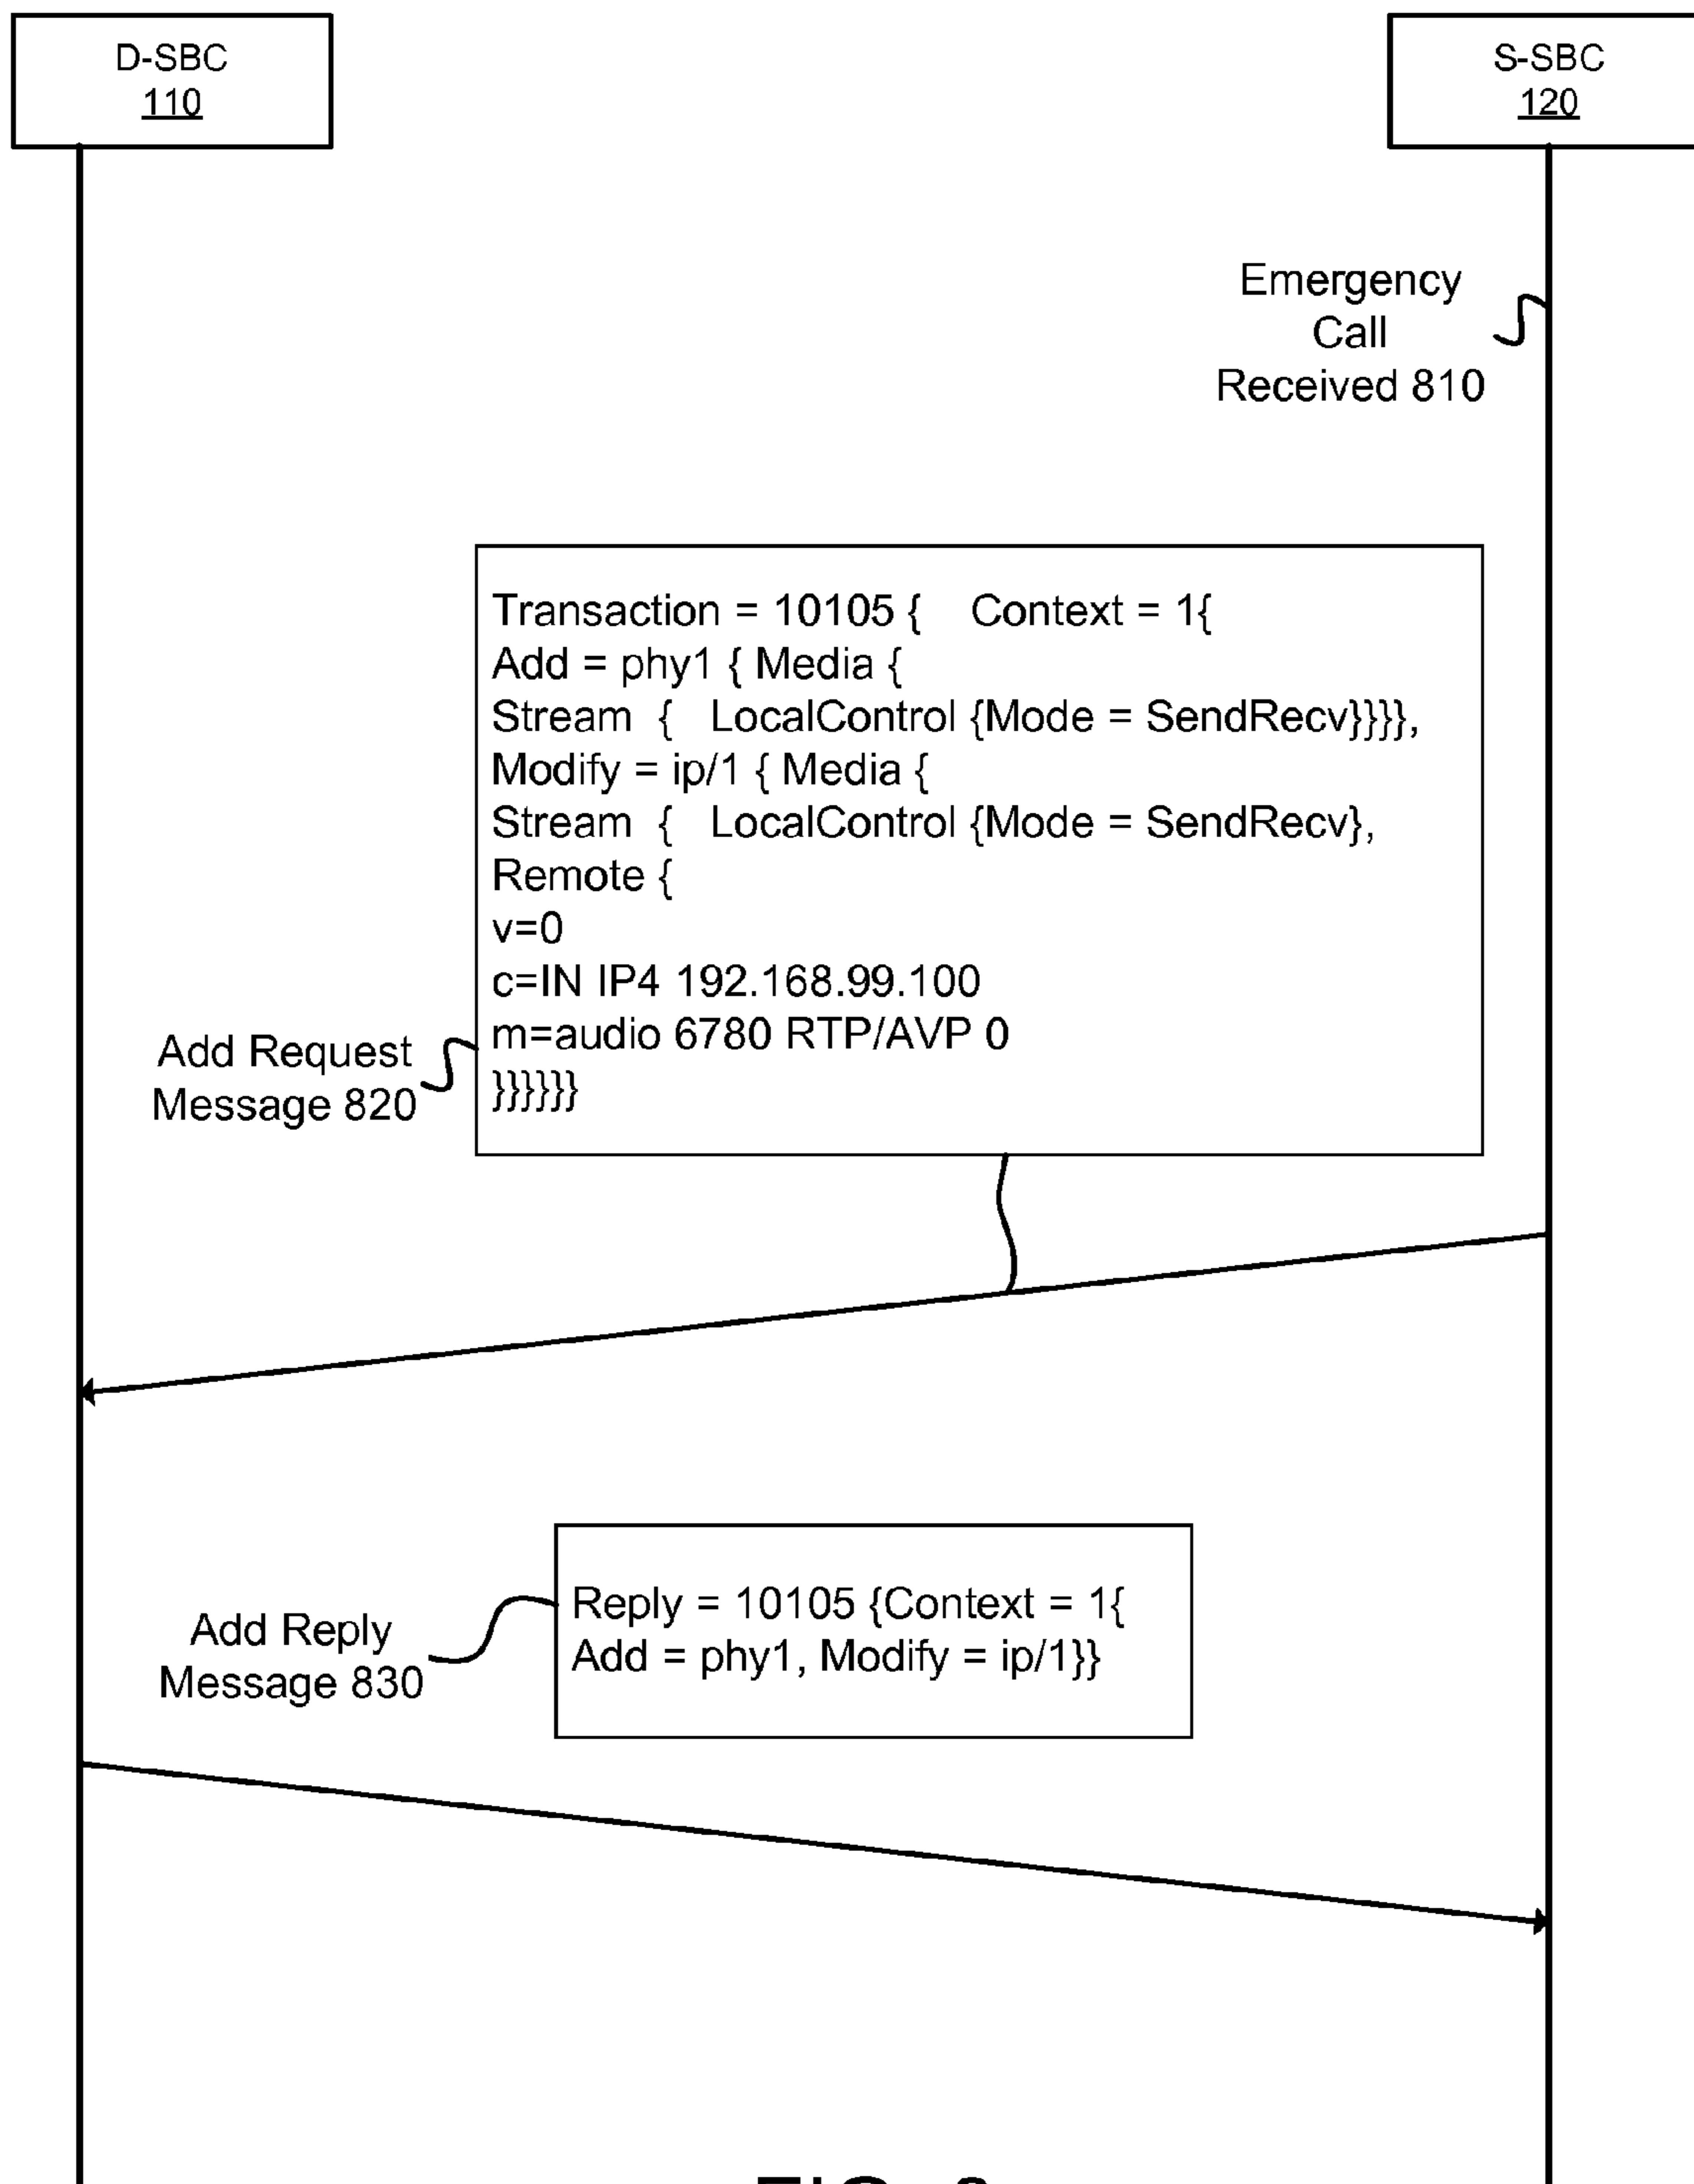 D-SBC
110
S-SBC
120
Emergency
Call
Received 810
Transaction = 10105 { Context = 1{
Add = phy1 { Media {
Stream { LocalControl {Mode = SendRecv}}}},
Modify = ip/1 { Media {
Stream { LocalControl {Mode = SendRecv},
Remote {
v=0
c=IN IP4 192.168.99.100
m=audio 6780 RTP/AVP 0
}}}}}}
Add Request
Message 820
Reply = 10105 {Context = 1{
Add = phy1, Modify = ip/1}}
Add Reply
Message 830